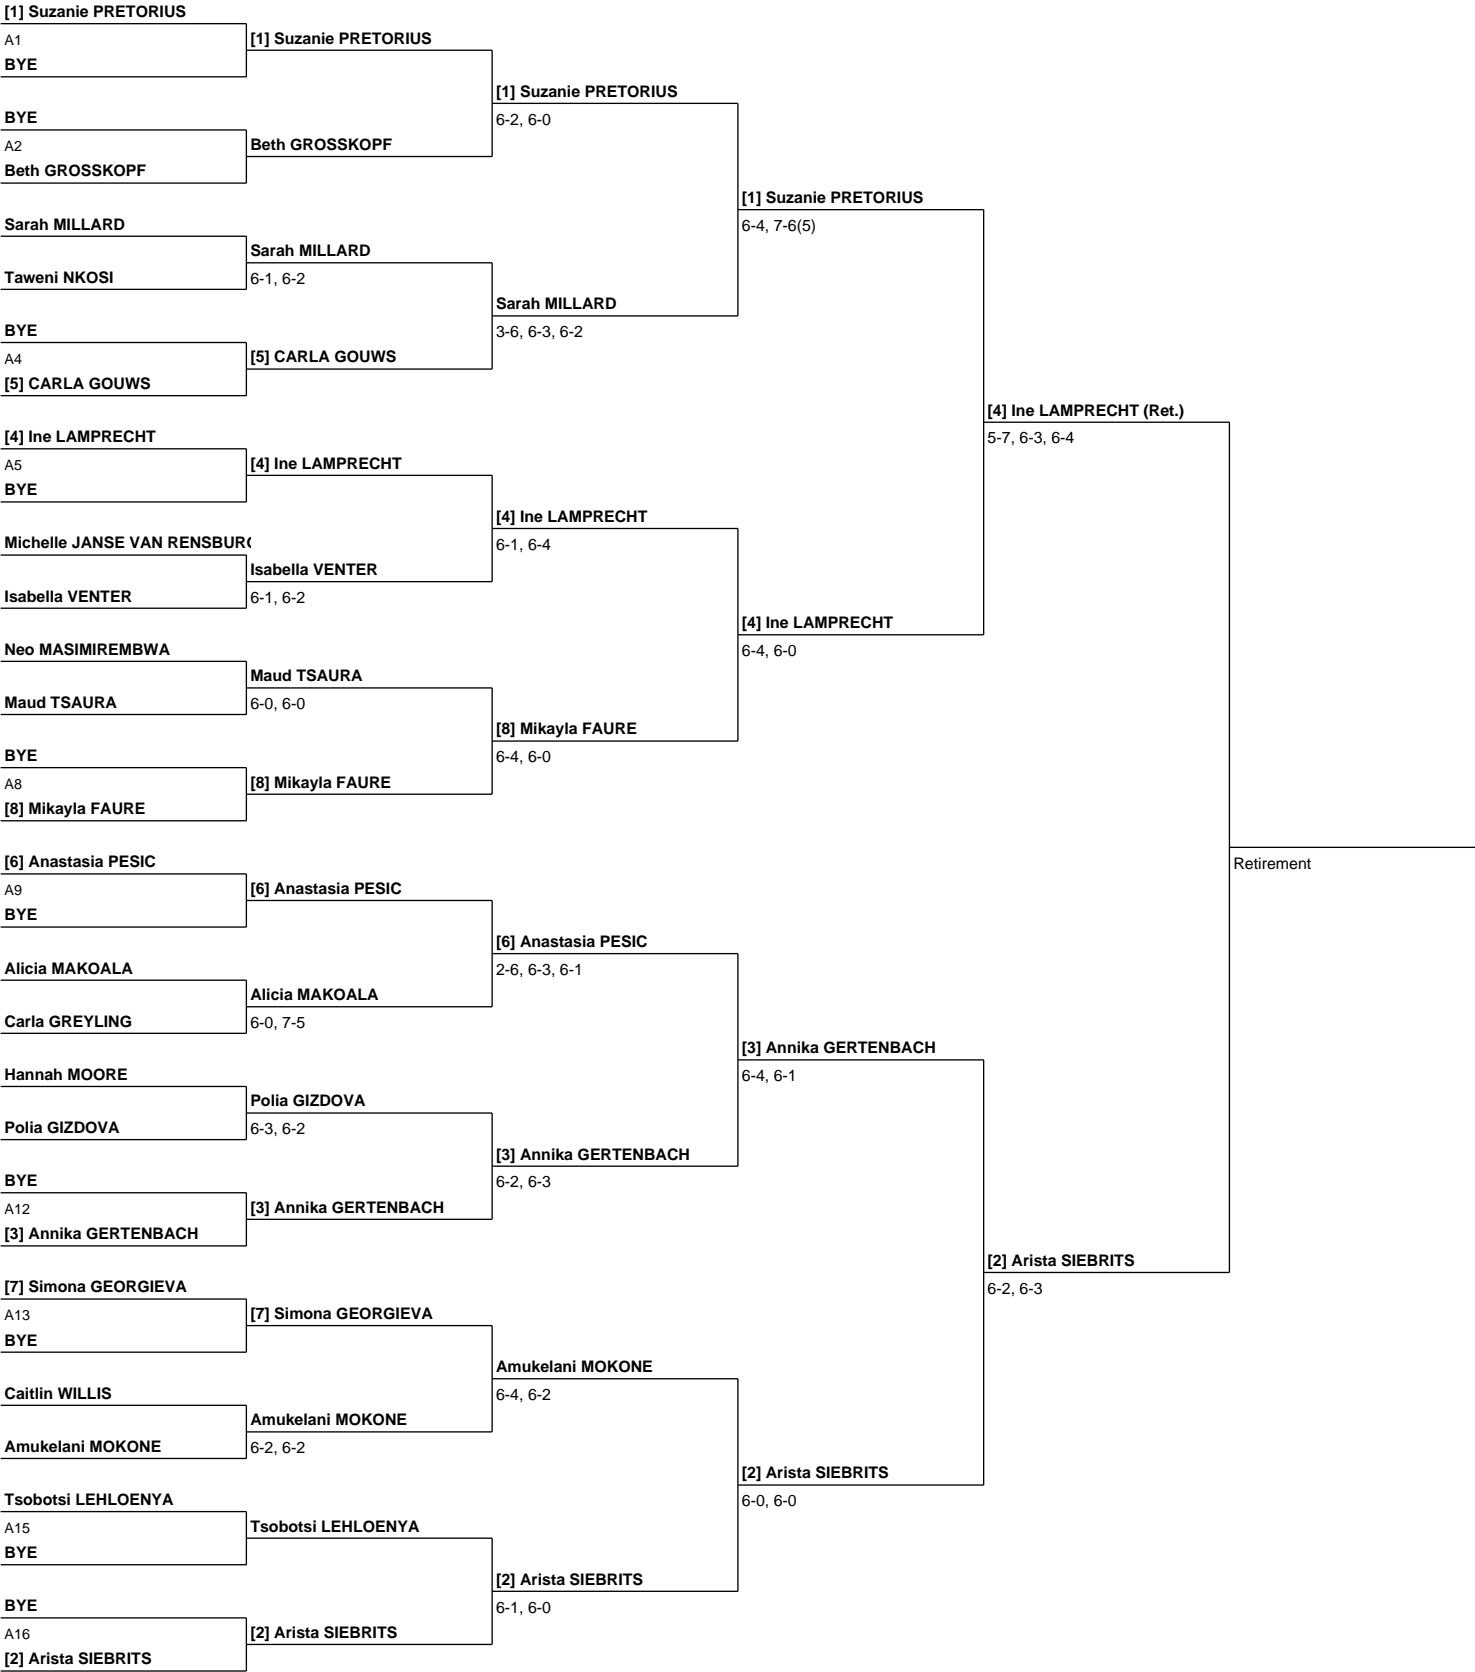 [1] Suzanie PRETORIUS
A1
BYE
BYE
A2
Beth GROSSKOPF
Sarah MILLARD
Taweni NKOSI
BYE
A4
[5] CARLA GOUWS
[4] Ine LAMPRECHT
A5
BYE
Michelle JANSE VAN RENSBURG
Isabella VENTER
Neo MASIMIREMBWA
Maud TSAURA
BYE
A8
[8] Mikayla FAURE
[6] Anastasia PESIC
A9
BYE
Alicia MAKOALA
Carla GREYLING
Hannah MOORE
Polia GIZDOVA
BYE
A12
[3] Annika GERTENBACH
[7] Simona GEORGIEVA
A13
BYE
Caitlin WILLIS
Amukelani MOKONE
Tsobotsi LEHLOENYA
A15
BYE
BYE
A16
[2] Arista SIEBRITS
[1] Suzanie PRETORIUS
Beth GROSSKOPF
Sarah MILLARD
6-1, 6-2
[5] CARLA GOUWS
[4] Ine LAMPRECHT
Isabella VENTER
6-1, 6-2
Maud TSAURA
6-0, 6-0
[8] Mikayla FAURE
[6] Anastasia PESIC
Alicia MAKOALA
6-0, 7-5
Polia GIZDOVA
6-3, 6-2
[3] Annika GERTENBACH
[7] Simona GEORGIEVA
Amukelani MOKONE
6-2, 6-2
Tsobotsi LEHLOENYA
[2] Arista SIEBRITS
[1] Suzanie PRETORIUS
6-2, 6-0
Sarah MILLARD
3-6, 6-3, 6-2
[4] Ine LAMPRECHT
6-1, 6-4
[8] Mikayla FAURE
6-4, 6-0
[6] Anastasia PESIC
2-6, 6-3, 6-1
[3] Annika GERTENBACH
6-2, 6-3
Amukelani MOKONE
6-4, 6-2
[2] Arista SIEBRITS
6-1, 6-0
[1] Suzanie PRETORIUS
6-4, 7-6(5)
[4] Ine LAMPRECHT
6-4, 6-0
[3] Annika GERTENBACH
6-4, 6-1
[2] Arista SIEBRITS
6-0, 6-0
[4] Ine LAMPRECHT (Ret.)
5-7, 6-3, 6-4
[2] Arista SIEBRITS
6-2, 6-3
Retirement